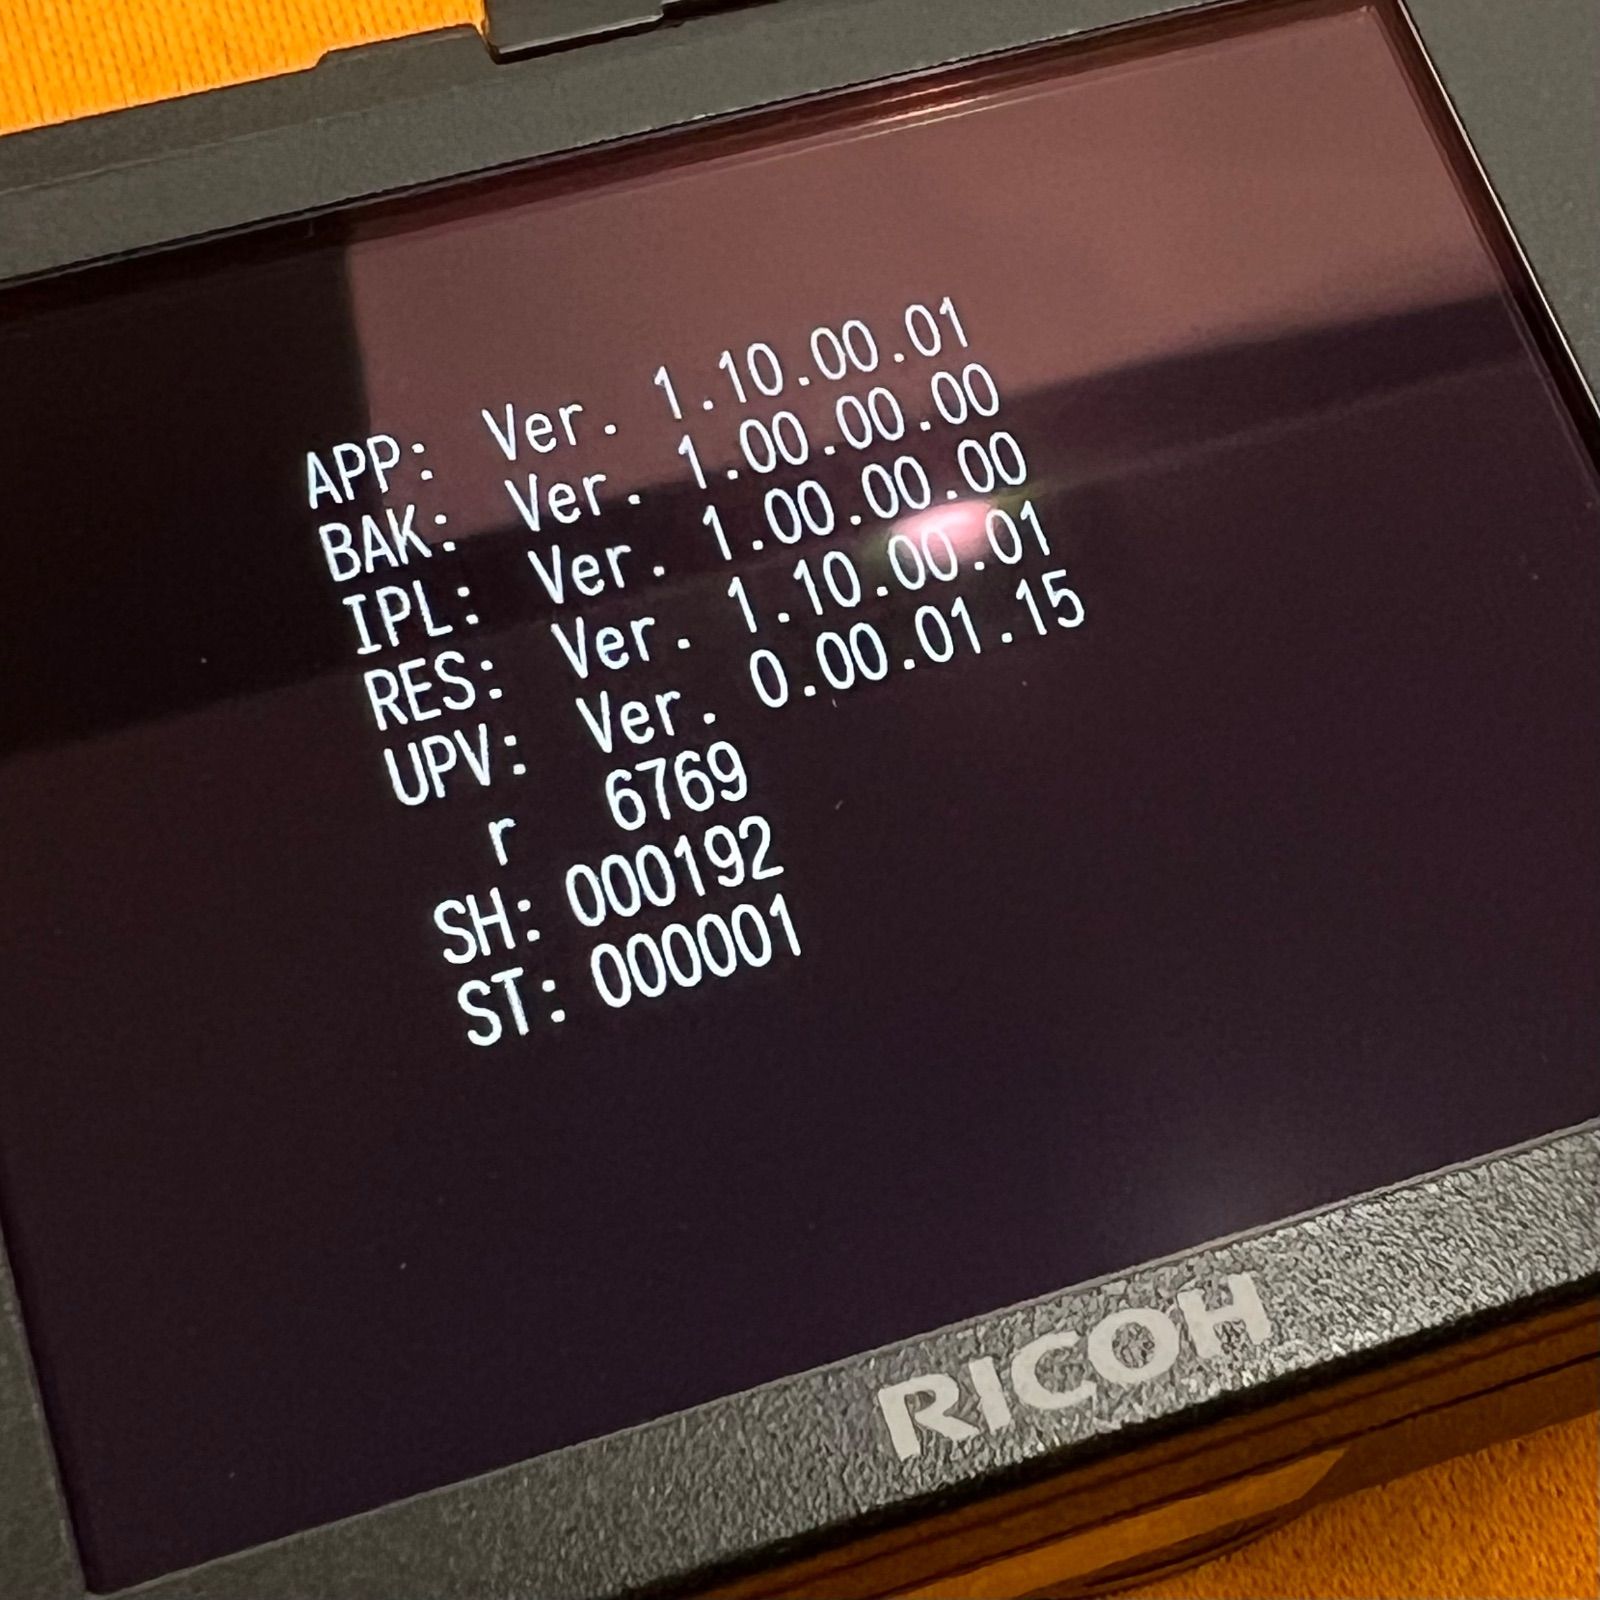 APP: Ver. 1.10.00.01
BAK: Ver. 1.00.00.00
IPL: Ver. 1.00.00.00
RES: Ver. 1.10.00.01
UPV: Ver. 0.00.01.15
r 6769
SH: 000192
ST: 000001
RICOH